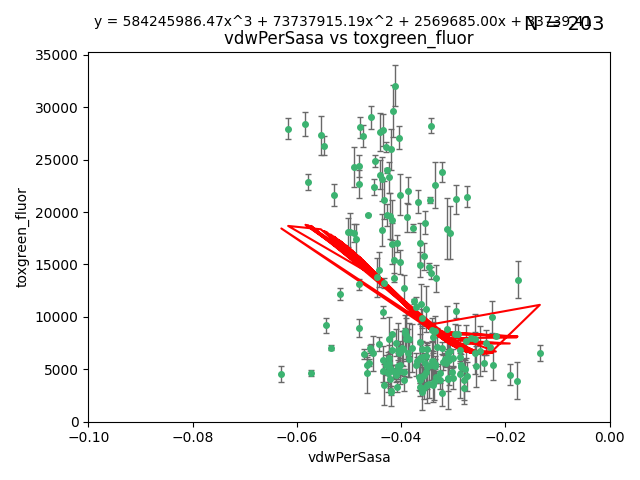 y = 584245986.47x^3 + 73737915.19x^2 + 2569685.00x +
N = 203
vdwPerSasa vs toxgreen_fluor
toxgreen_fluor
35000
30000
25000
20000
15000
10000
5000
0
−0.10 −0.08 −0.06 −0.04 −0.02 0.00
vdwPerSasa